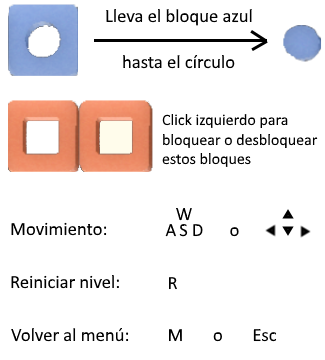 Lleva el bloque azul
hasta el círculo
Click izquierdo para
bloquear o desbloquear
estos bloques
W
Movimiento: A S D o
Reiniciar nivel: R
Volver al menú: M o Esc